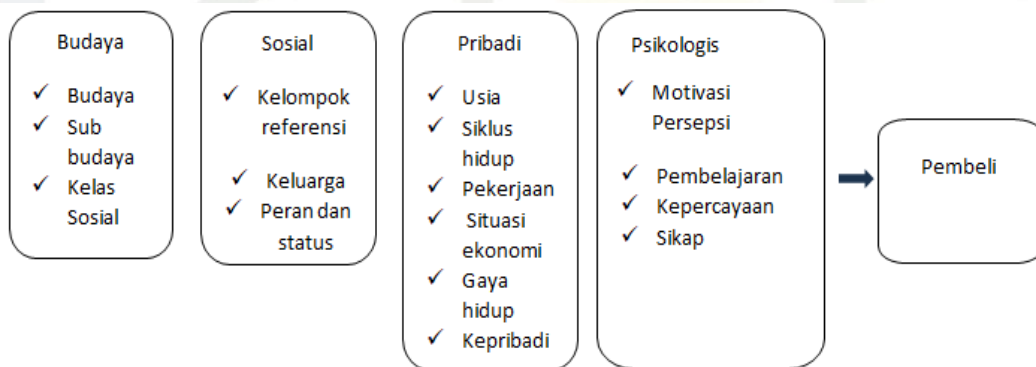 Budaya
✓ Budaya
✓ Sub
budaya
✓ Kelas
Sosial
Sosial
✓ Kelompok
referensi
✓ Keluarga
✓ Peran dan
status
Pribadi
✓ Usia
✓ Siklus
hidup
✓ Pekerjaan
✓ Situasi
ekonomi
✓ Gaya
hidup
✓ Kepribadi
Psikologis
✓ Motivasi
Persepsi
✓ Pembelajaran
✓ Kepercayaan
✓ Sikap
Pembeli